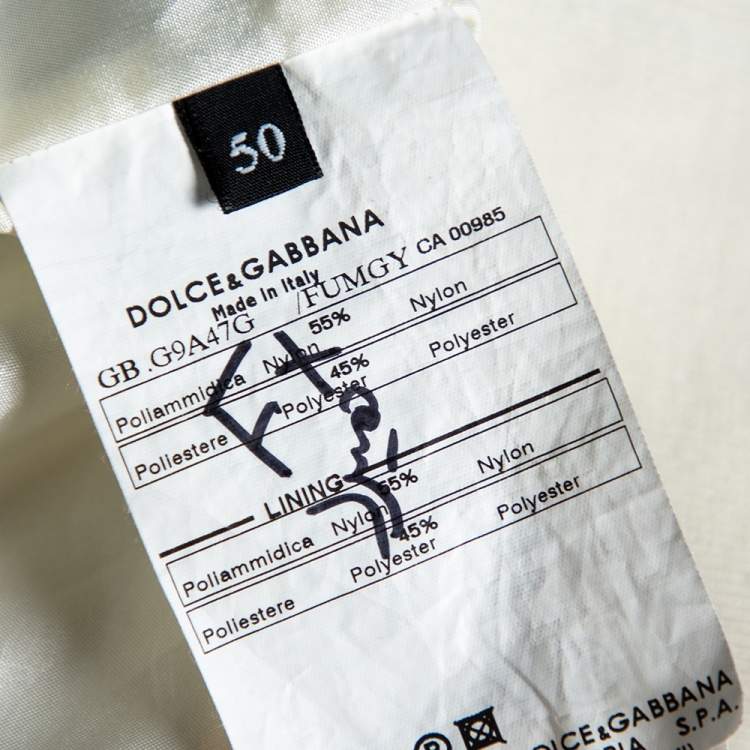 50
DOLCE&GABBANA
Made in Italy
GB .G9A47G /FUMGY CA 00985
Poliammidica Nylon 55% Nylon
Poliestere Polyester 45% Polyester
LINING
Poliammidica Nylon 55% Nylon
Poliestere Polyester 45% Polyester
DOLCE&GABBANA
S.P.A.